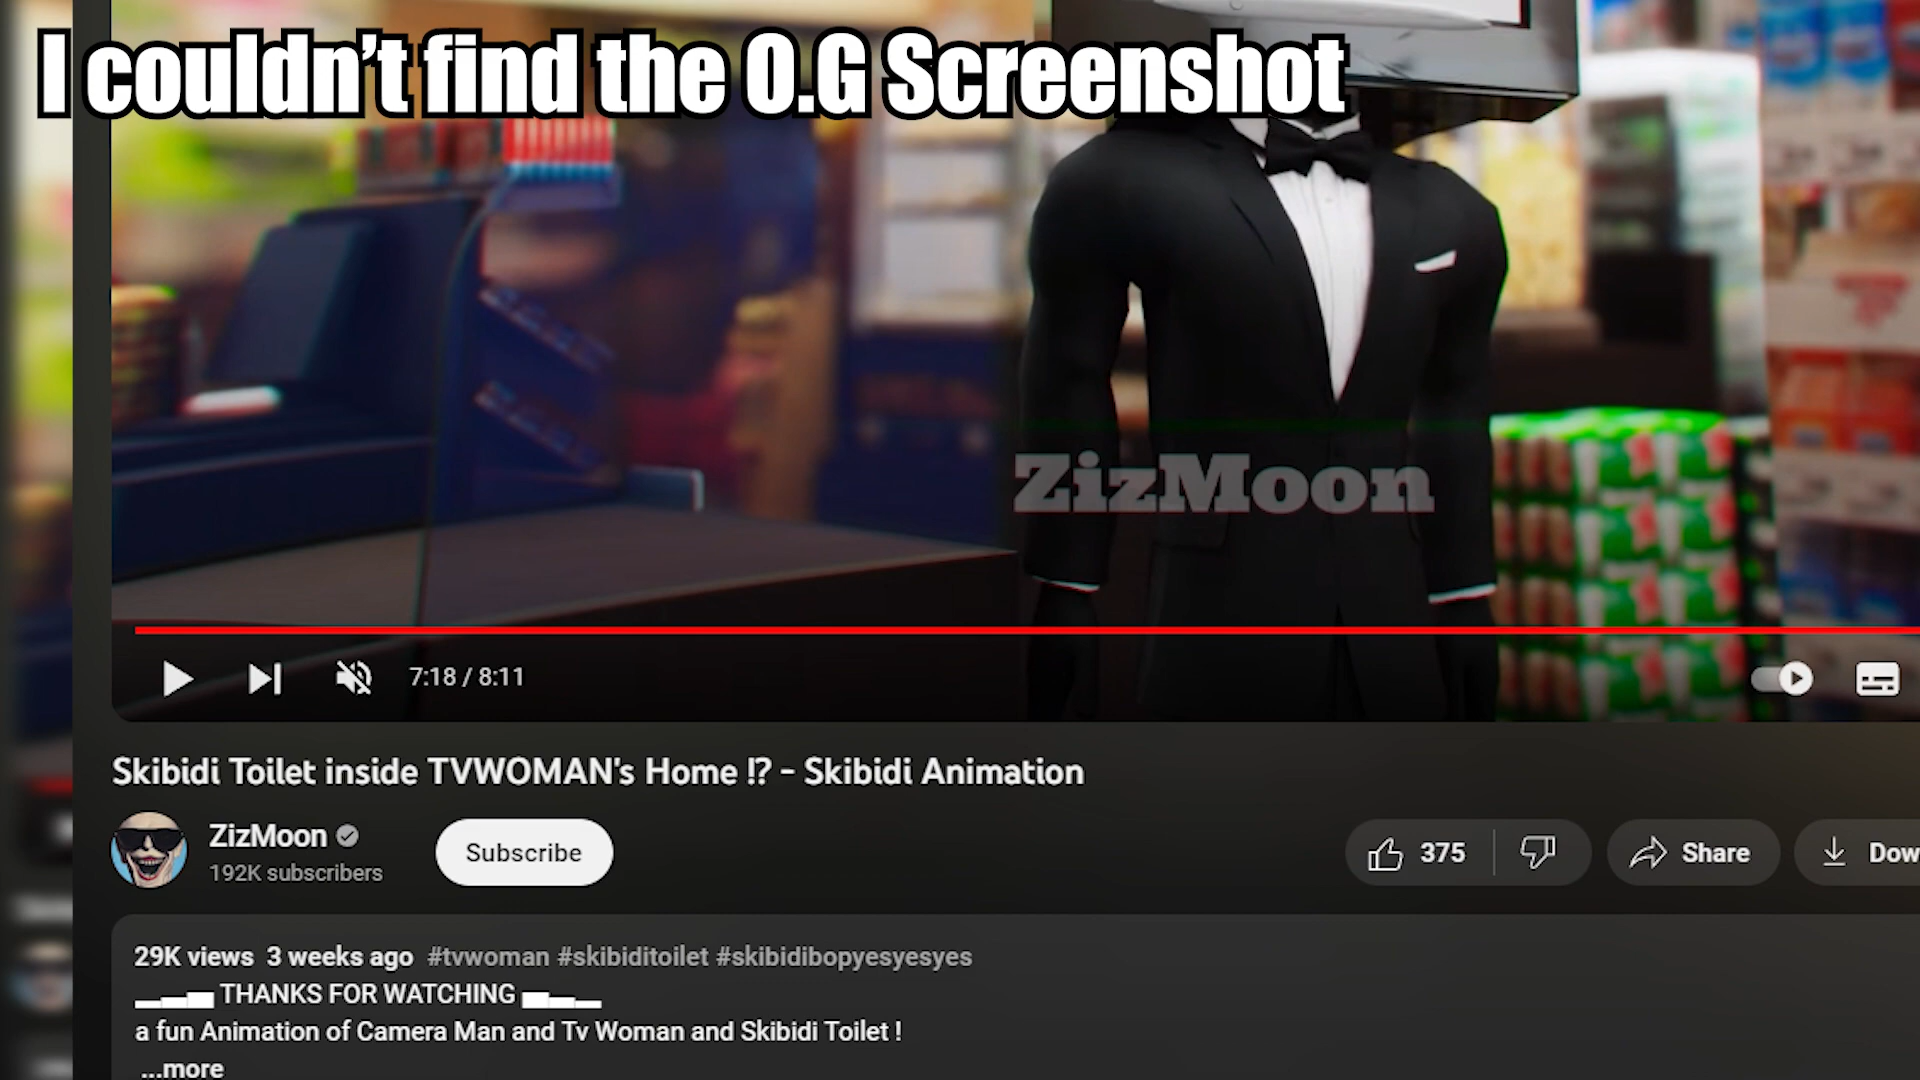 I couldn't find the O.G Screenshot
ZizMoon
7:18 / 8:11
Skibidi Toilet inside TVWOMAN's Home !? - Skibidi Animation
ZizMoon
192K subscribers
Subscribe
375
Share
Dow
29K views 3 weeks ago #tvwoman #skibiditoilet #skibidibopyesyesyes
▂▃▅ THANKS FOR WATCHING ▅▃▂
a fun Animation of Camera Man and Tv Woman and Skibidi Toilet !
...more